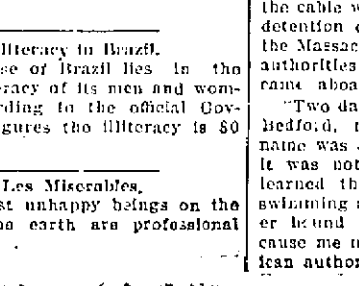 lliteracy in Brazil.
se of Brazil lies in the
eracy of its men and wom-
rding to the official Gov-
gures the illiteracy is 80
Les Miserables.
st unhappy beings on the
he earth are professional
the cable w
detention o
the Massac
authorities
came aboa
"Two da
Bedford,
name was
it was not
learned th
swimming
er bound
cause me
ican author